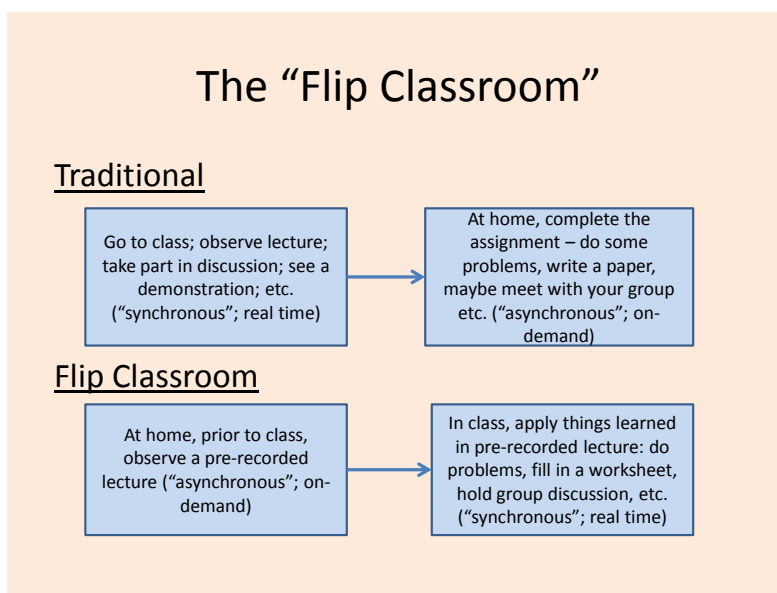 The “Flip Classroom”
Traditional
Go to class; observe lecture;
take part in discussion; see a
demonstration; etc.
(“synchronous”; real time)
At home, complete the
assignment – do some
problems, write a paper,
maybe meet with your group
etc. (“asynchronous”; on-
demand)
Flip Classroom
At home, prior to class,
observe a pre-recorded
lecture (“asynchronous”; on-
demand)
In class, apply things learned
in pre-recorded lecture: do
problems, fill in a worksheet,
hold group discussion, etc.
(“synchronous”; real time)